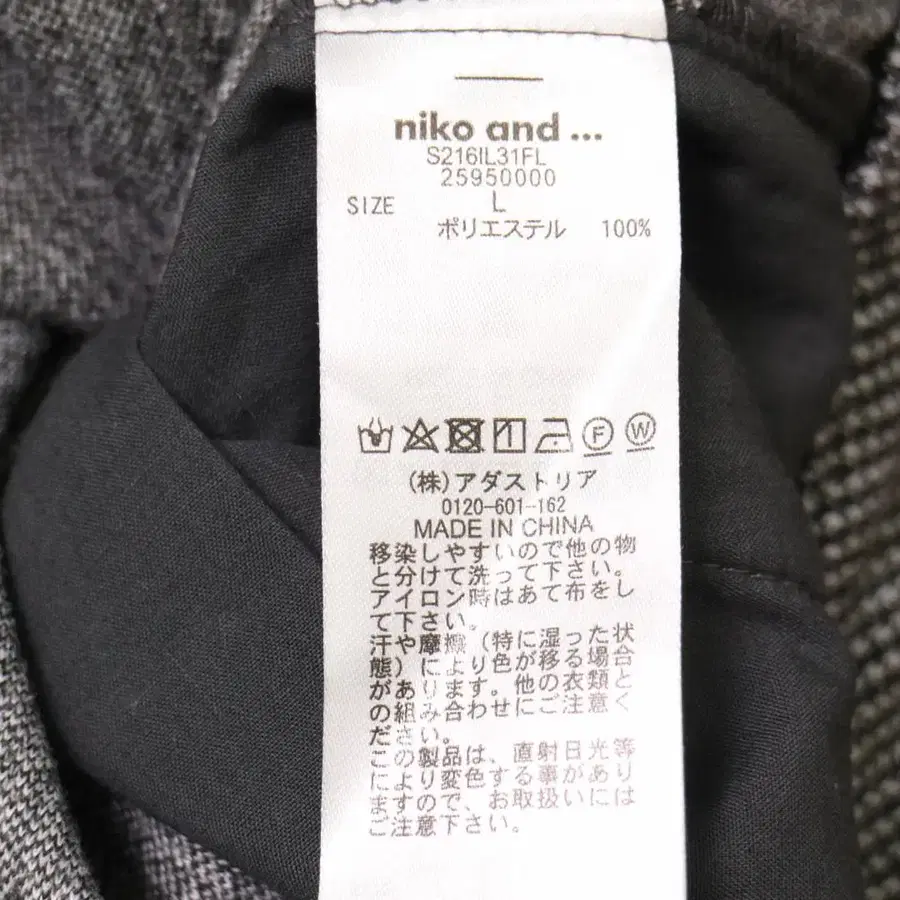 niko and ...
S216IL31FL
25950000
SIZE L
ポリエステル 100%
F W
(株)アダストリア
0120-601-162
MADE IN CHINA
移染しやすいので他の物
と分けて洗って下さい。
アイロン時はあて布をし
て下さい。
汗や摩擦(特に湿った状
態)により色が移る場合
があります。他の衣類と
の組み合わせにご注意く
ださい。
この製品は、直射日光等
により変色する事があり
ますので、お取扱いには
ご注意下さい。